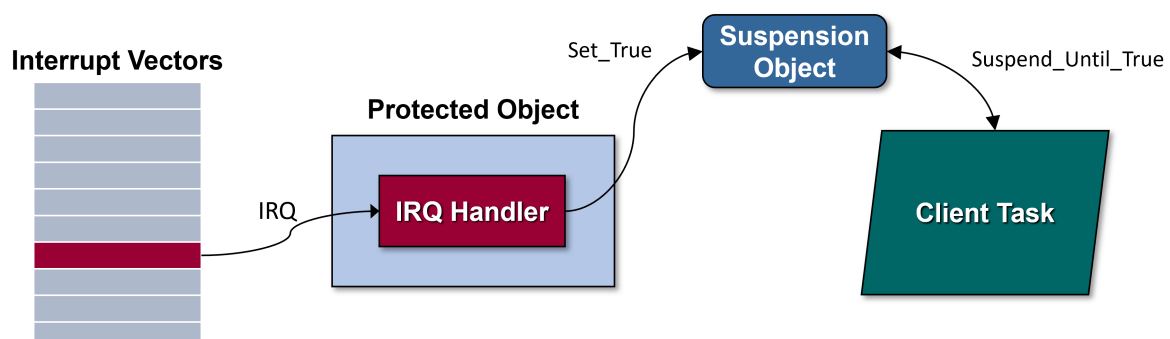 Interrupt Vectors
IRQ
Protected Object
IRQ Handler
Set_True
Suspension
Object
Suspend_Until_True
Client Task